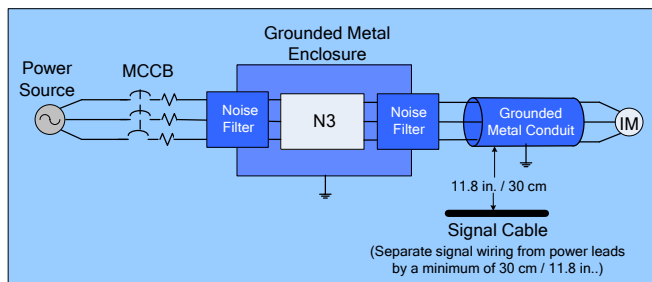 Grounded Metal
Enclosure
Power
Source
MCCB
Noise
Filter
N3
Noise
Filter
Grounded
Metal Conduit
IM
11.8 in. / 30 cm
Signal Cable
(Separate signal wiring from power leads
by a minimum of 30 cm / 11.8 in..)